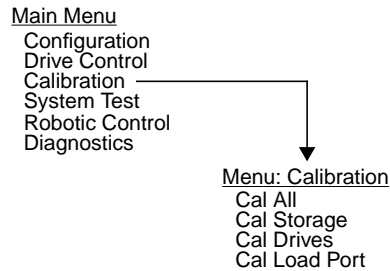 Main Menu
Configuration
Drive Control
Calibration
System Test
Robotic Control
Diagnostics
Menu: Calibration
Cal All
Cal Storage
Cal Drives
Cal Load Port